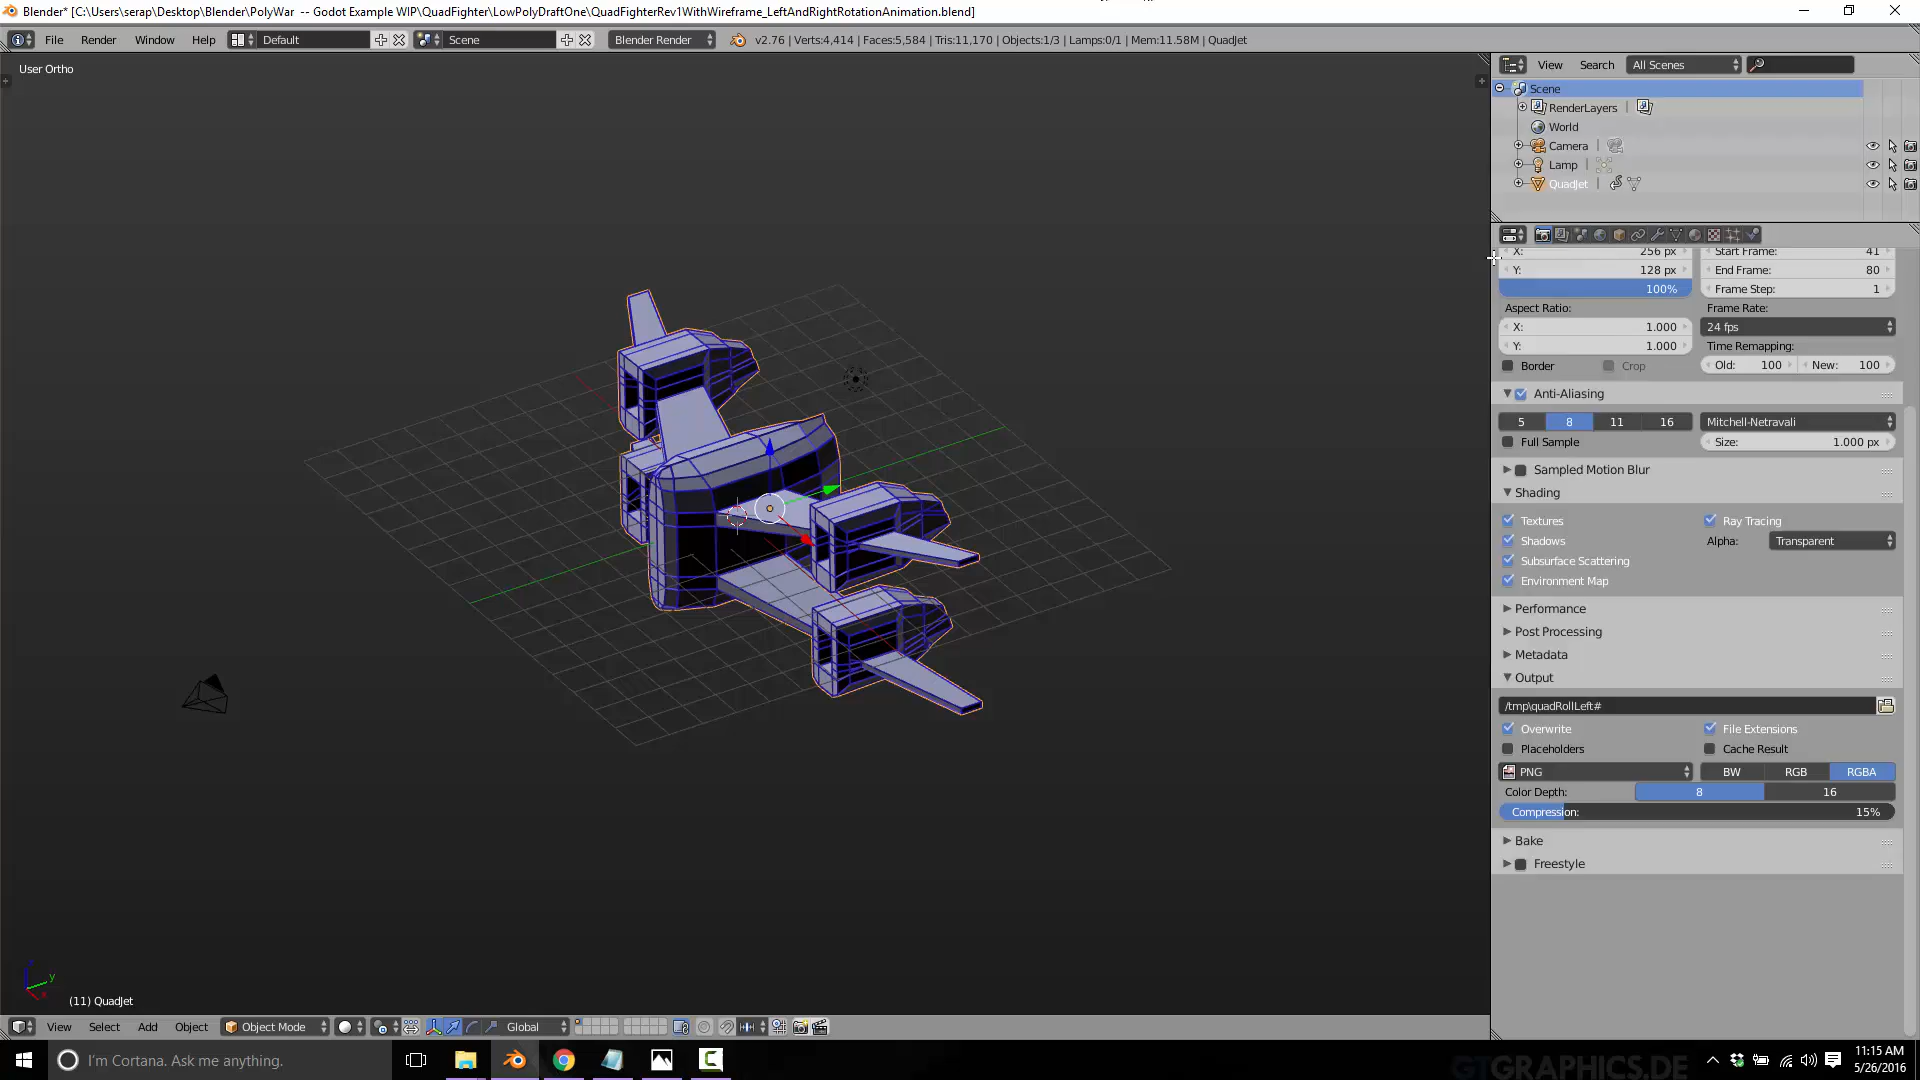 Blender* [C:\Users\serap\Desktop\Blender\PolyWar -- Godot Example WIP\QuadFighter\LowPolyDraftOne\QuadFighterRev1WithWireframe_LeftAndRightRotationAnimation.blend]
File Render Window Help Default Scene Blender Render v2.76 | Verts:4,414 | Faces:5,584 | Tris:11,170 | Objects:1/3 | Lamps:0/1 | Mem:11.58M | QuadJet
User Ortho
View Search All Scenes
Scene
RenderLayers
World
Camera
Lamp
QuadJet
X: 256 px Start Frame: 41
Y: 128 px End Frame: 80
100% Frame Step: 1
Aspect Ratio: Frame Rate:
X: 1.000 24 fps
Y: 1.000 Time Remapping:
Border Crop Old: 100 New: 100
Anti-Aliasing
5 8 11 16 Mitchell-Netravali
Full Sample Size: 1.000 px
Sampled Motion Blur
Shading
Textures Ray Tracing
Shadows Alpha: Transparent
Subsurface Scattering
Environment Map
Performance
Post Processing
Metadata
Output
/tmp\quadRollLeft#
Overwrite File Extensions
Placeholders Cache Result
PNG BW RGB RGBA
Color Depth: 8 16
Compression: 15%
Bake
Freestyle
y
(11) QuadJet
View Select Add Object Object Mode Global
I'm Cortana. Ask me anything.
GTGRAPHICS.DE
11:15 AM
5/26/2016